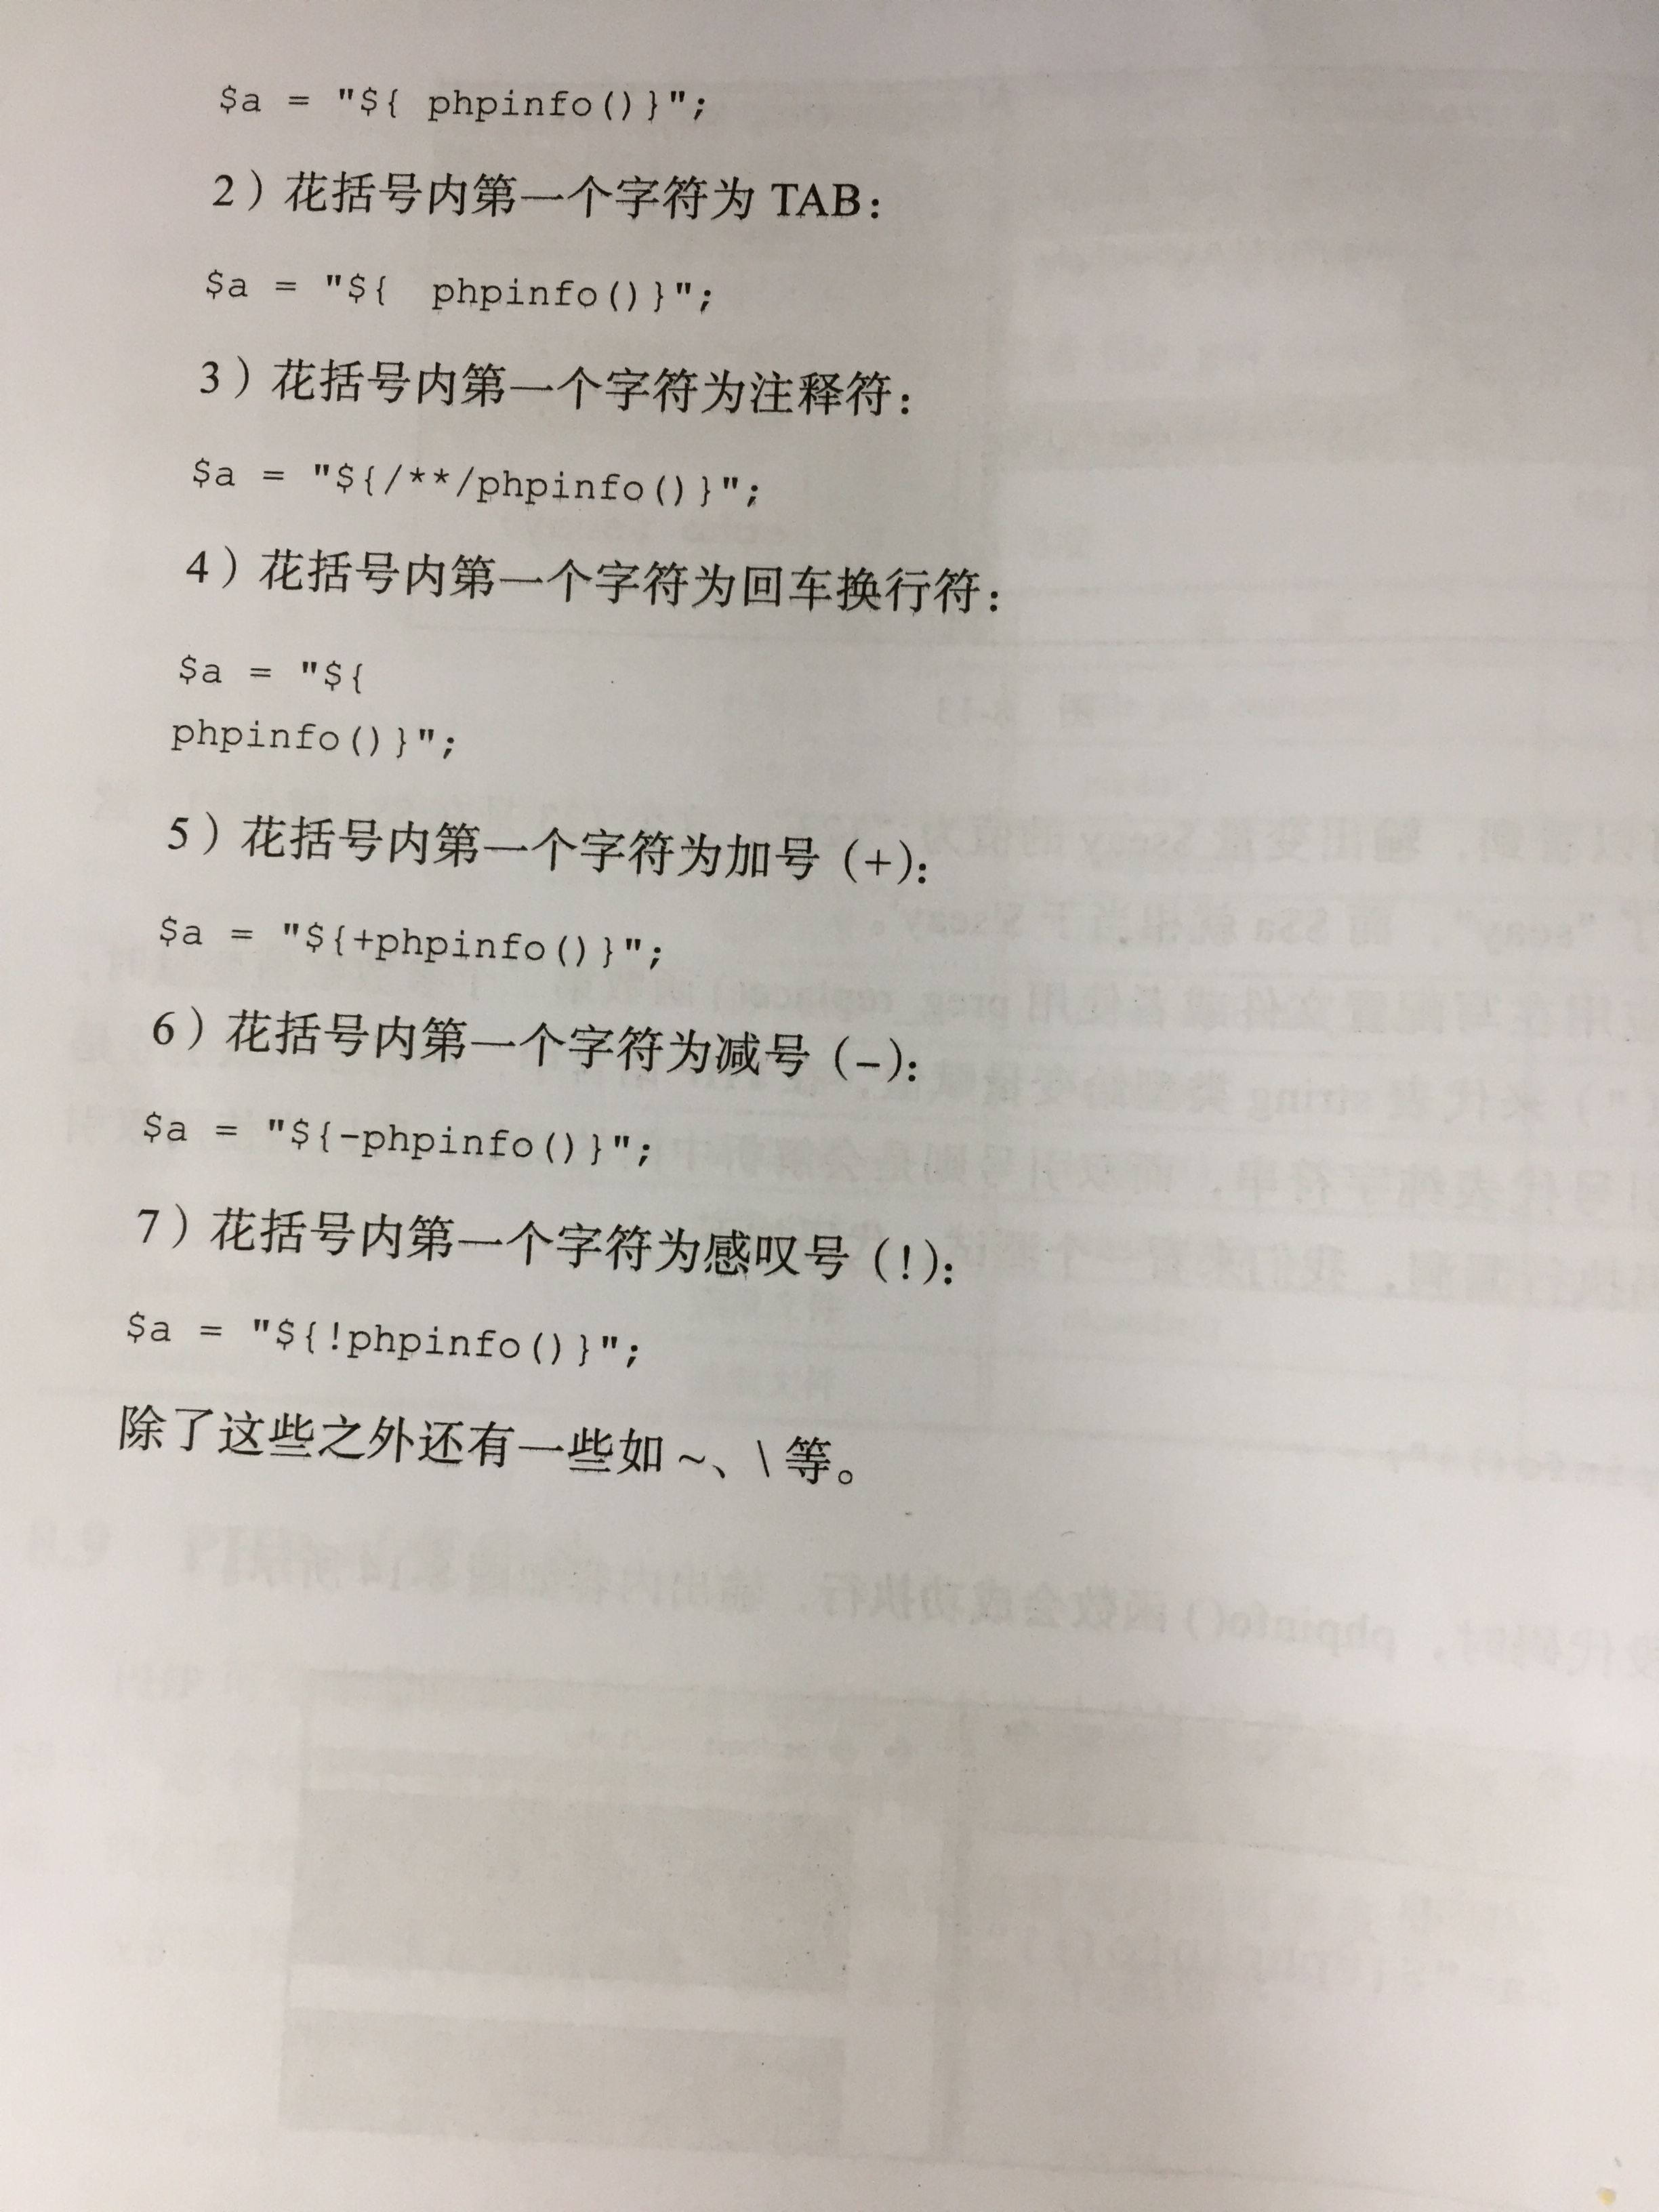 $a = "${ phpinfo()}";
2）花括号内第一个字符为 TAB：
$a = "${  phpinfo()}";
3）花括号内第一个字符为注释符：
$a = "${/**/phpinfo()}";
4）花括号内第一个字符为回车换行符：
$a = "${
phpinfo()}";
5）花括号内第一个字符为加号（+）：
$a = "${+phpinfo()}";
6）花括号内第一个字符为减号（-）：
$a = "${-phpinfo()}";
7）花括号内第一个字符为感叹号（!）：
$a = "${!phpinfo()}";
除了这些之外还有一些如 ~、\ 等。